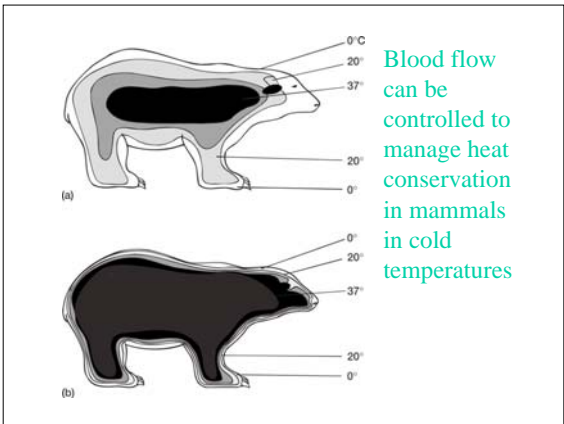 0°C
20°
37°
20°
0°
(a)
0°
20°
37°
20°
0°
(b)
Blood flow
can be
controlled to
manage heat
conservation
in mammals
in cold
temperatures